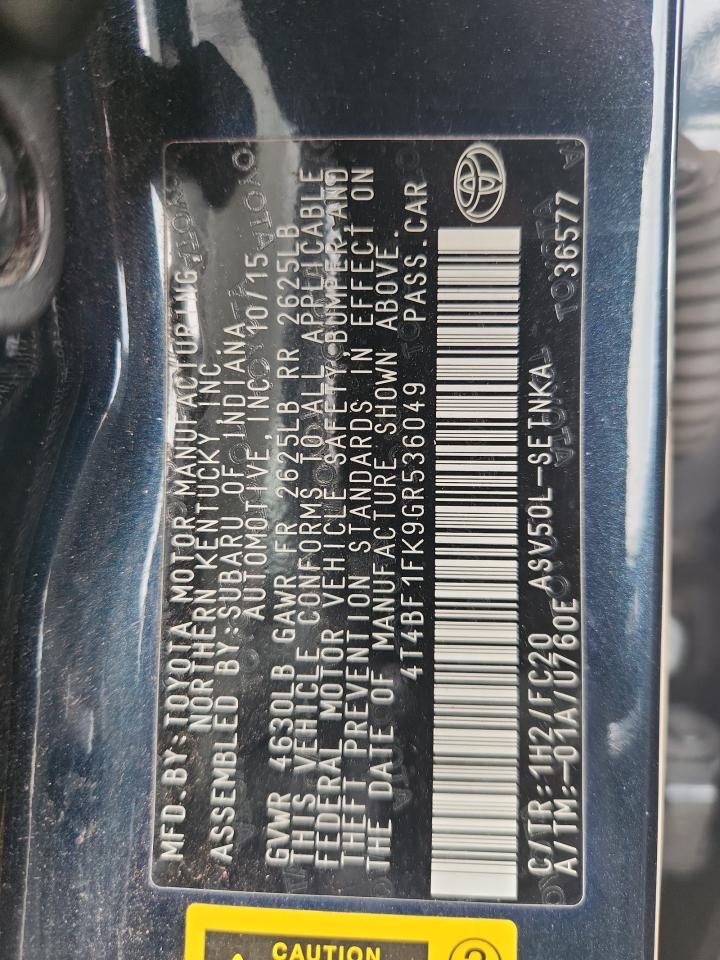 MFD.BY:TOYOTA MOTOR MANUFACTURING,
NORTHERN KENTUCKY INC.
ASSEMBLED BY:SUBARU OF INDIANA
AUTOMOTIVE,INC. 10/15
GVWR 4630LB GAWR FR 2625LB RR 2625LB
THIS VEHICLE CONFORMS TO ALL APPLICABLE
FEDERAL MOTOR VEHICLE SAFETY,BUMPER,AND
THEFT PREVENTION STANDARDS IN EFFECT ON
THE DATE OF MANUFACTURE SHOWN ABOVE.
4T4BF1FK9GR536049 PASS.CAR
C/TR:1H2/FC20 ASV50L-SETNKA
A/TM:-01A/U760E 36577
CAUTION